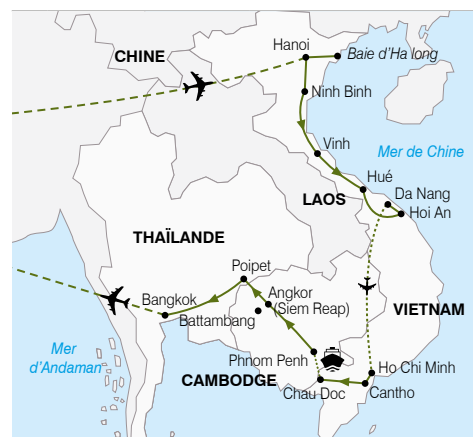 Hanoi
CHINE
Baie d'Ha long
Ninh Binh
Vinh
Mer de Chine
Hué
LAOS
Da Nang
Hoi An
THAÏLANDE
Poipet
Angkor
(Siem Reap)
Bangkok
Battambang
VIETNAM
Mer
d'Andaman
Phnom Penh
Ho Chi Minh
CAMBODGE
Chau Doc
Cantho